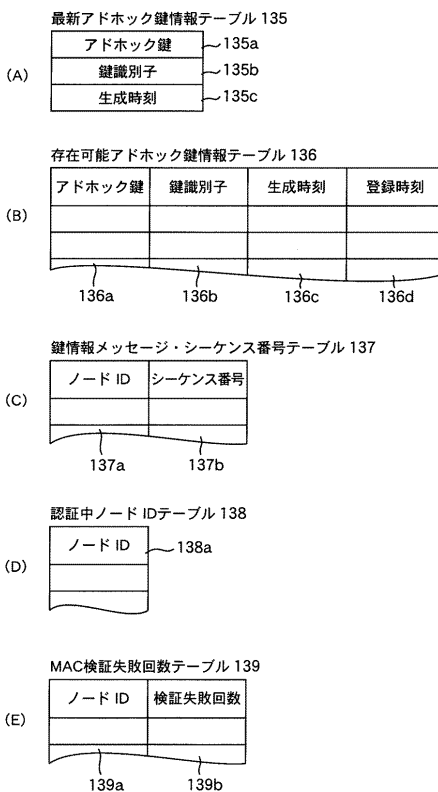 最新アドホック鍵情報テーブル 135
(A)
アドホック鍵 135a
鍵識別子 135b
生成時刻 135c
存在可能アドホック鍵情報テーブル 136
(B)
アドホック鍵 鍵識別子 生成時刻 登録時刻
136a 136b 136c 136d
鍵情報メッセージ・シーケンス番号テーブル 137
(C)
ノード ID シーケンス番号
137a 137b
認証中ノード IDテーブル 138
(D)
ノード ID 138a
MAC検証失敗回数テーブル 139
(E)
ノード ID 検証失敗回数
139a 139b